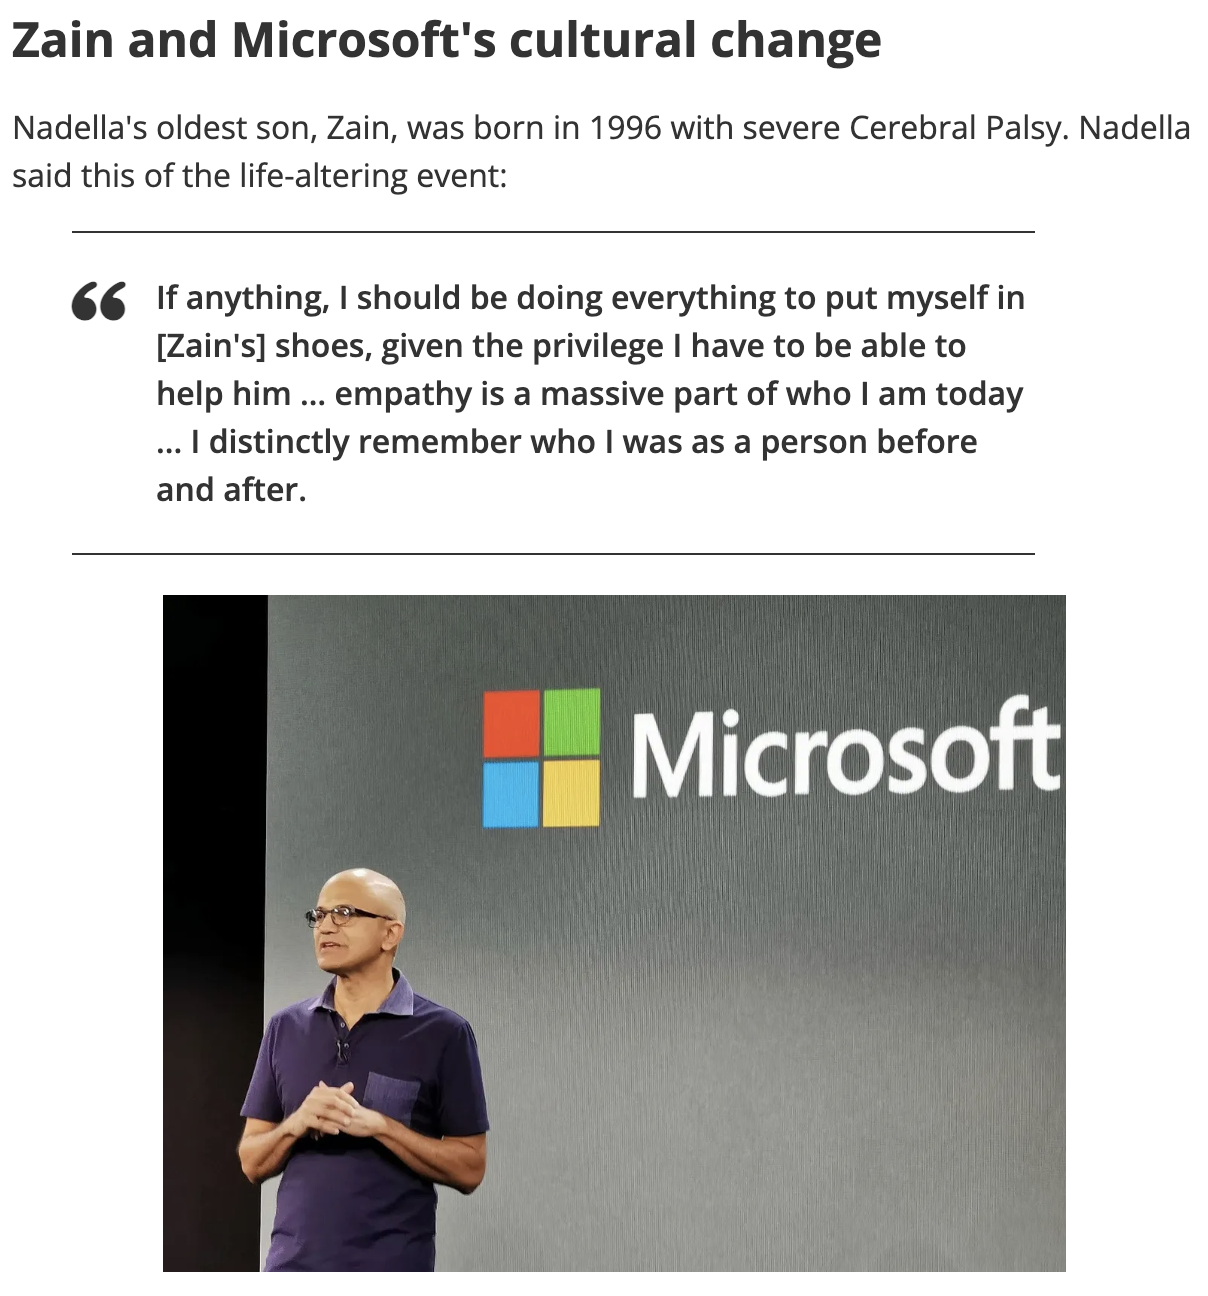 Zain and Microsoft's cultural change
Nadella's oldest son, Zain, was born in 1996 with severe Cerebral Palsy. Nadella
said this of the life-altering event:
“ If anything, I should be doing everything to put myself in
[Zain's] shoes, given the privilege I have to be able to
help him ... empathy is a massive part of who I am today
... I distinctly remember who I was as a person before
and after.
Microsoft